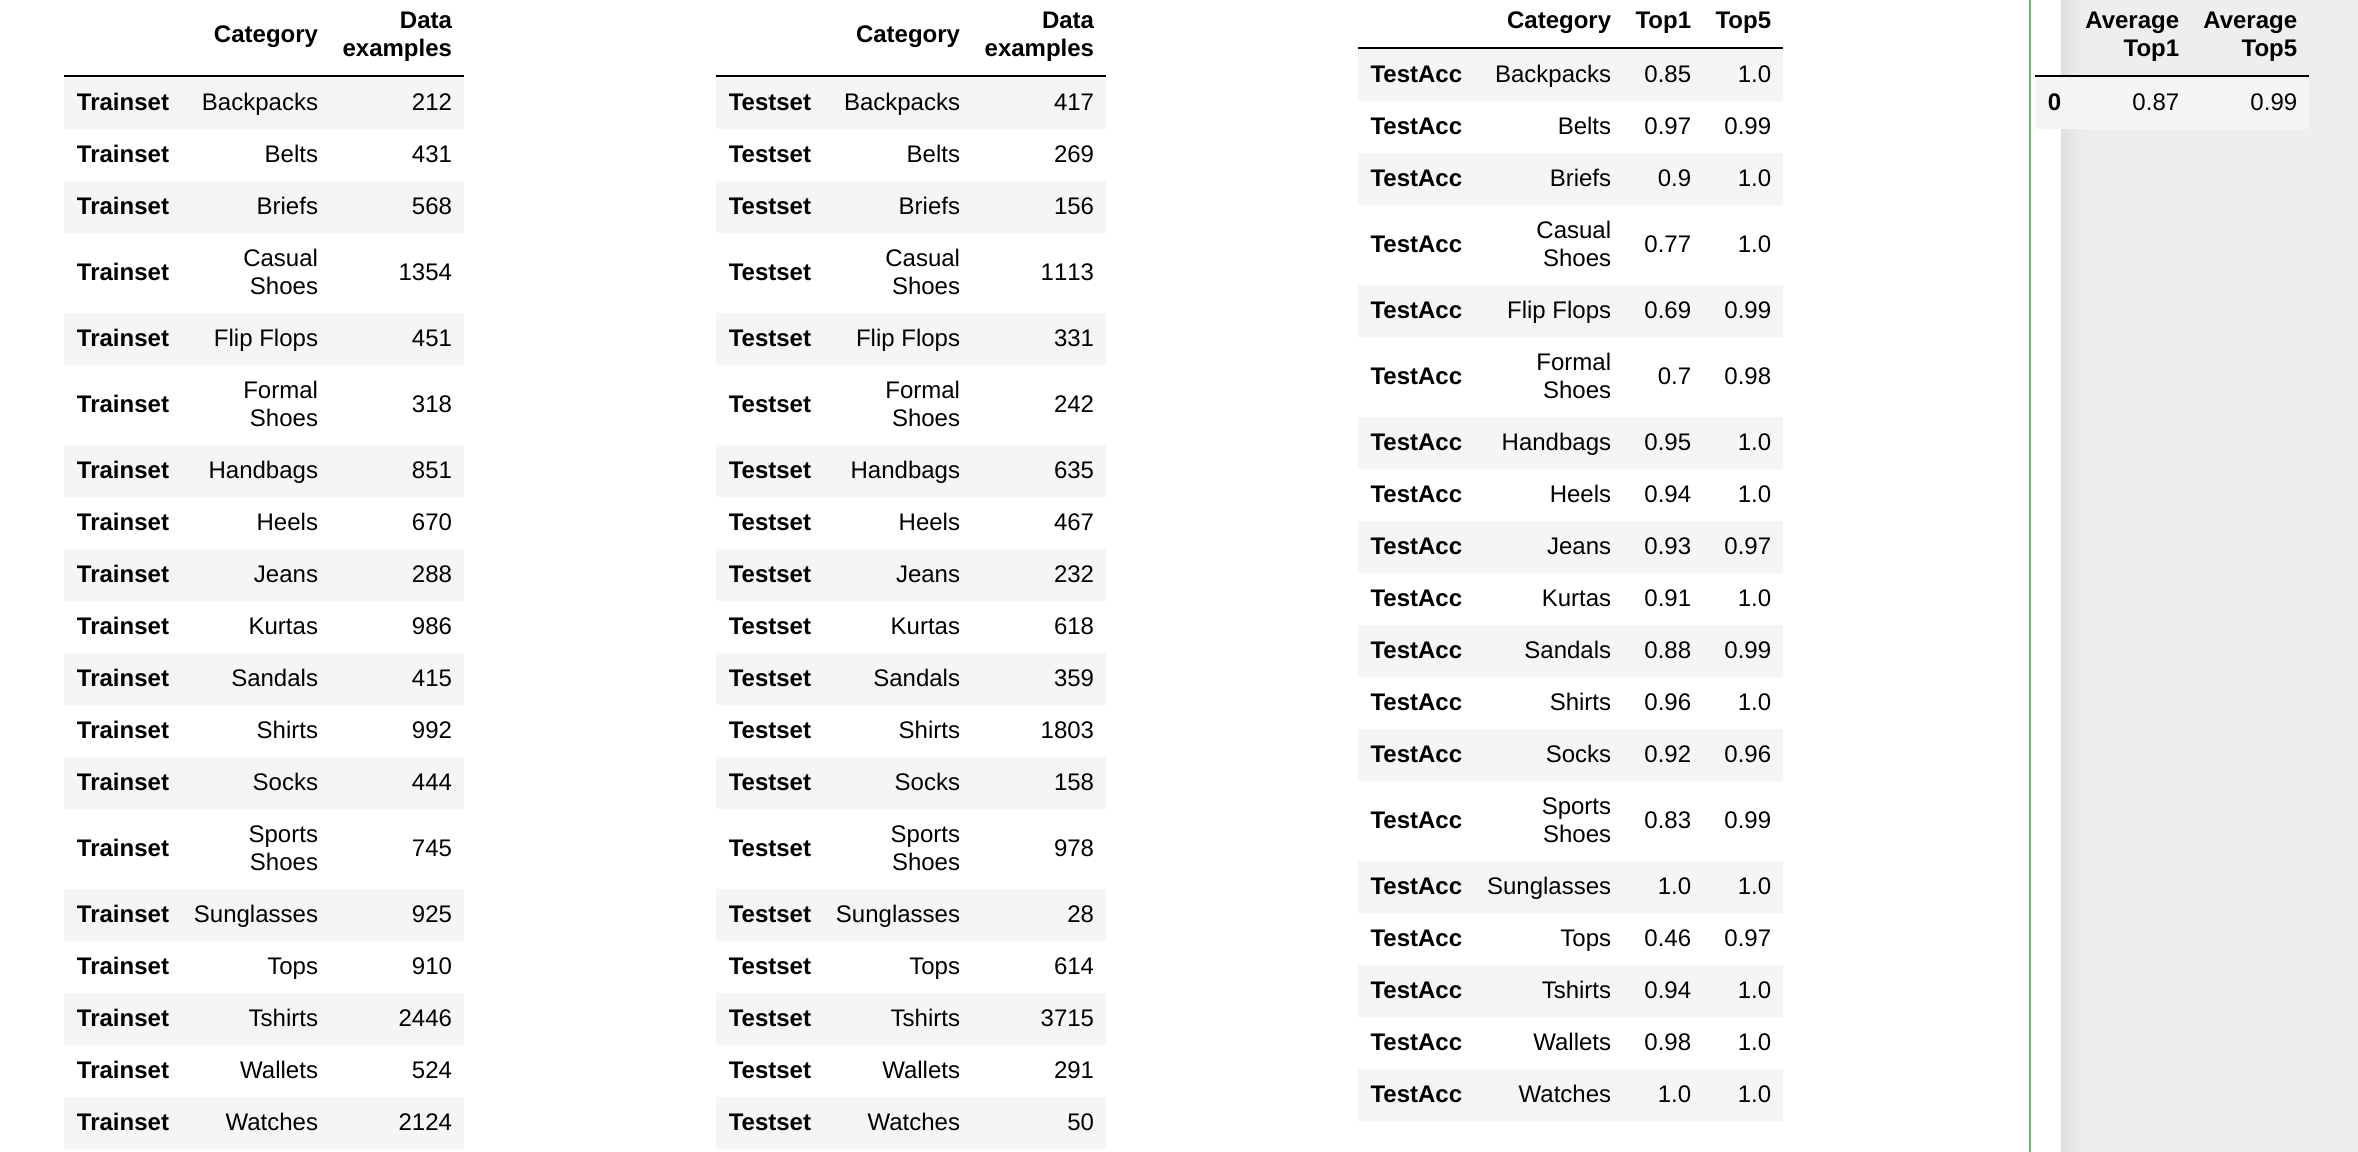 Category Data examples
Trainset Backpacks 212
Trainset Belts 431
Trainset Briefs 568
Trainset Casual Shoes 1354
Trainset Flip Flops 451
Trainset Formal Shoes 318
Trainset Handbags 851
Trainset Heels 670
Trainset Jeans 288
Trainset Kurtas 986
Trainset Sandals 415
Trainset Shirts 992
Trainset Socks 444
Trainset Sports Shoes 745
Trainset Sunglasses 925
Trainset Tops 910
Trainset Tshirts 2446
Trainset Wallets 524
Trainset Watches 2124
Category Data examples
Testset Backpacks 417
Testset Belts 269
Testset Briefs 156
Testset Casual Shoes 1113
Testset Flip Flops 331
Testset Formal Shoes 242
Testset Handbags 635
Testset Heels 467
Testset Jeans 232
Testset Kurtas 618
Testset Sandals 359
Testset Shirts 1803
Testset Socks 158
Testset Sports Shoes 978
Testset Sunglasses 28
Testset Tops 614
Testset Tshirts 3715
Testset Wallets 291
Testset Watches 50
Category Top1 Top5
TestAcc Backpacks 0.85 1.0
TestAcc Belts 0.97 0.99
TestAcc Briefs 0.9 1.0
TestAcc Casual Shoes 0.77 1.0
TestAcc Flip Flops 0.69 0.99
TestAcc Formal Shoes 0.7 0.98
TestAcc Handbags 0.95 1.0
TestAcc Heels 0.94 1.0
TestAcc Jeans 0.93 0.97
TestAcc Kurtas 0.91 1.0
TestAcc Sandals 0.88 0.99
TestAcc Shirts 0.96 1.0
TestAcc Socks 0.92 0.96
TestAcc Sports Shoes 0.83 0.99
TestAcc Sunglasses 1.0 1.0
TestAcc Tops 0.46 0.97
TestAcc Tshirts 0.94 1.0
TestAcc Wallets 0.98 1.0
TestAcc Watches 1.0 1.0
Average Top1 Average Top5
0 0.87 0.99